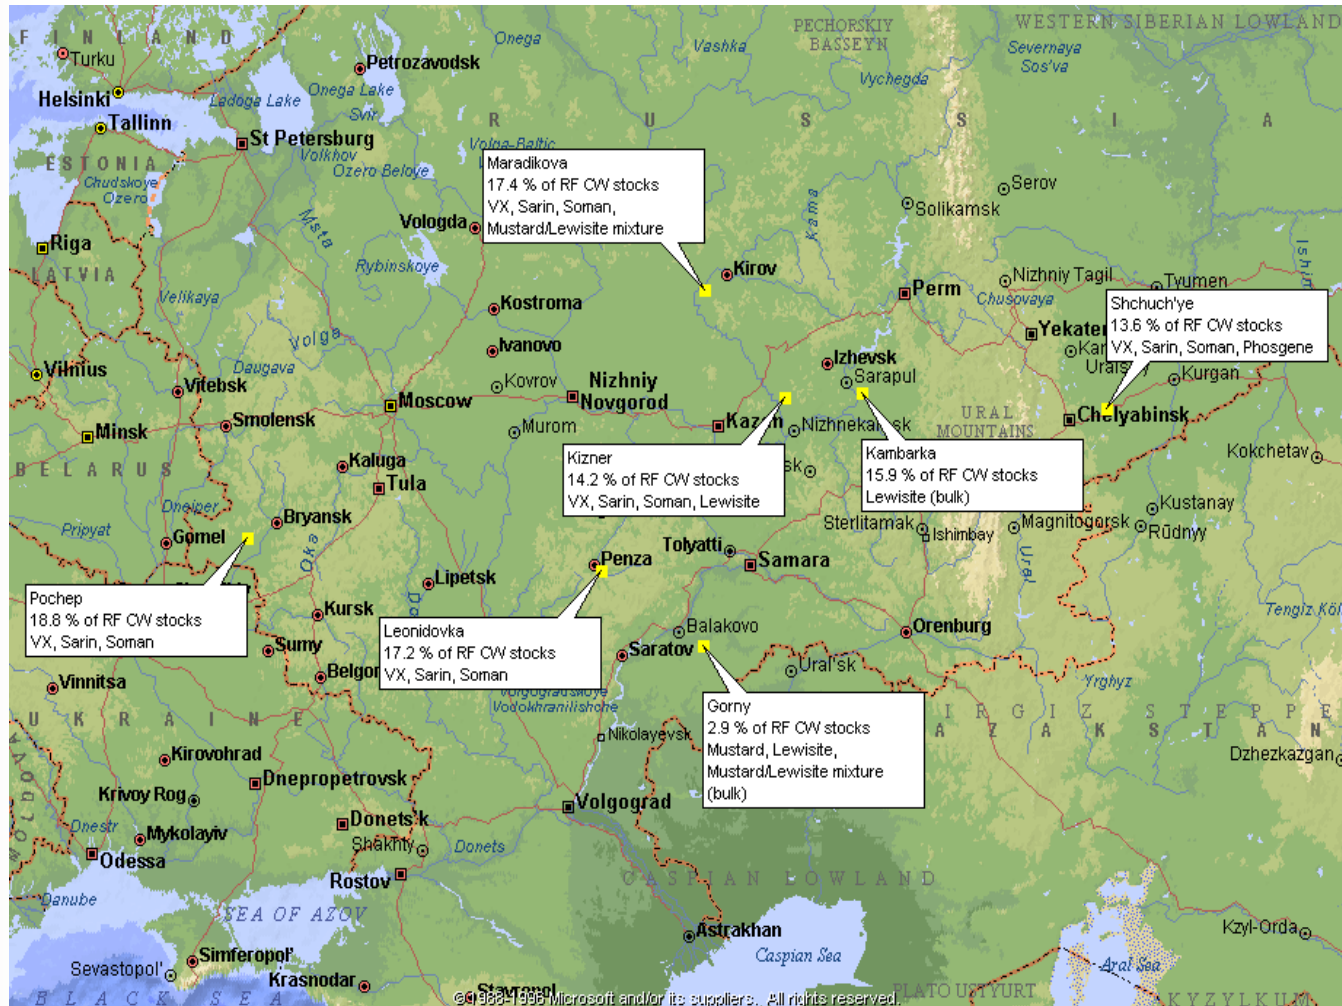 FINLAND
Turku
Helsinki
Tallinn
ESTONIA
Chudskoye
Ozero
Riga
LATVIA
Velikaya
Vilnius
Vitebsk
Daugava
Minsk
Smolensk
BELARUS
Pripyat
Dneiper
Gomel
Bryansk
Petrozavodsk
Onega Lake
Ladoga Lake
Svir
St Petersburg
Volkhov
Ozero Beloye
Volga-Baltic
Onega
Vashka
PECHORSKIY
BASSEYN
Vychegda
WESTERN SIBERIAN LOWLAND
Severnaya
Sos'va
RUSSIA
Msta
Vologda
Rybinskoye
Volga
Kostroma
Ivanovo
Kovrov
Nizhniy
Novgorod
Moscow
Murom
Kaluga
Tula
Oka
Maradikova
17.4 % of RF CW stocks
VX, Sarin, Soman,
Mustard/Lewisite mixture
Kirov
Kama
Solikamsk
Serov
Perm
Nizhniy Tagil
Chusovaya
Tyumen
Ishim
Shchuch'ye
13.6 % of RF CW stocks
VX, Sarin, Soman, Phosgene
Kurgan
Chelyabinsk
Izhevsk
Sarapul
URAL
MOUNTAINS
Kazan
Nizhnekamsk
Kizner
14.2 % of RF CW stocks
VX, Sarin, Soman, Lewisite
Kambarka
15.9 % of RF CW stocks
Lewisite (bulk)
Kokchetav
Kustanay
Rūdnyy
Sterlitamak
Ishimbay
Magnitogorsk
Ural
Tolyatti
Samara
Penza
Lipetsk
Kursk
Sumy
Pochep
18.8 % of RF CW stocks
VX, Sarin, Soman
Leonidovka
17.2 % of RF CW stocks
VX, Sarin, Soman
Balakovo
Saratov
Orenburg
Ural'sk
Yrghyz
Tengiz Köl
Gorny
2.9 % of RF CW stocks
Mustard, Lewisite,
Mustard/Lewisite mixture
(bulk)
Volgogradskoye
Vodokhranilishche
Nikolayevsk
Vinnitsa
UKRAINE
Kirovohrad
Krivoy Rog
Dnepropetrovsk
Dnestr
Mykolayiv
Odessa
Danube
Donets'k
Shakhty
Donets
Rostov
Volgograd
SEA OF AZOV
Simferopol'
Sevastopol'
BLACK SEA
Krasnodar
Stavropol
CASPIAN LOWLAND
Astrakhan
Caspian Sea
Dzhezkazgan
Kzyl-Orda
Aral Sea
PLATO USTYURT
KYZYLKUM
©1988-1996 Microsoft and/or its suppliers. All rights reserved.